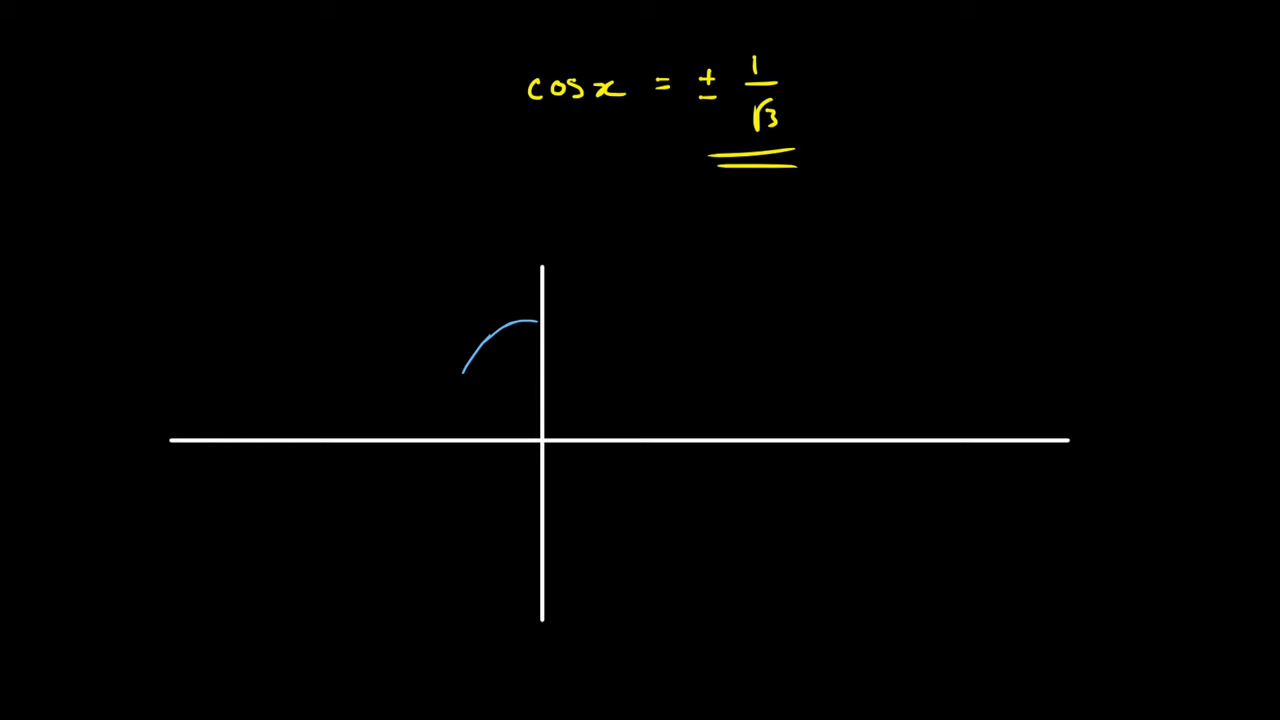 cos x = ± 1/√3